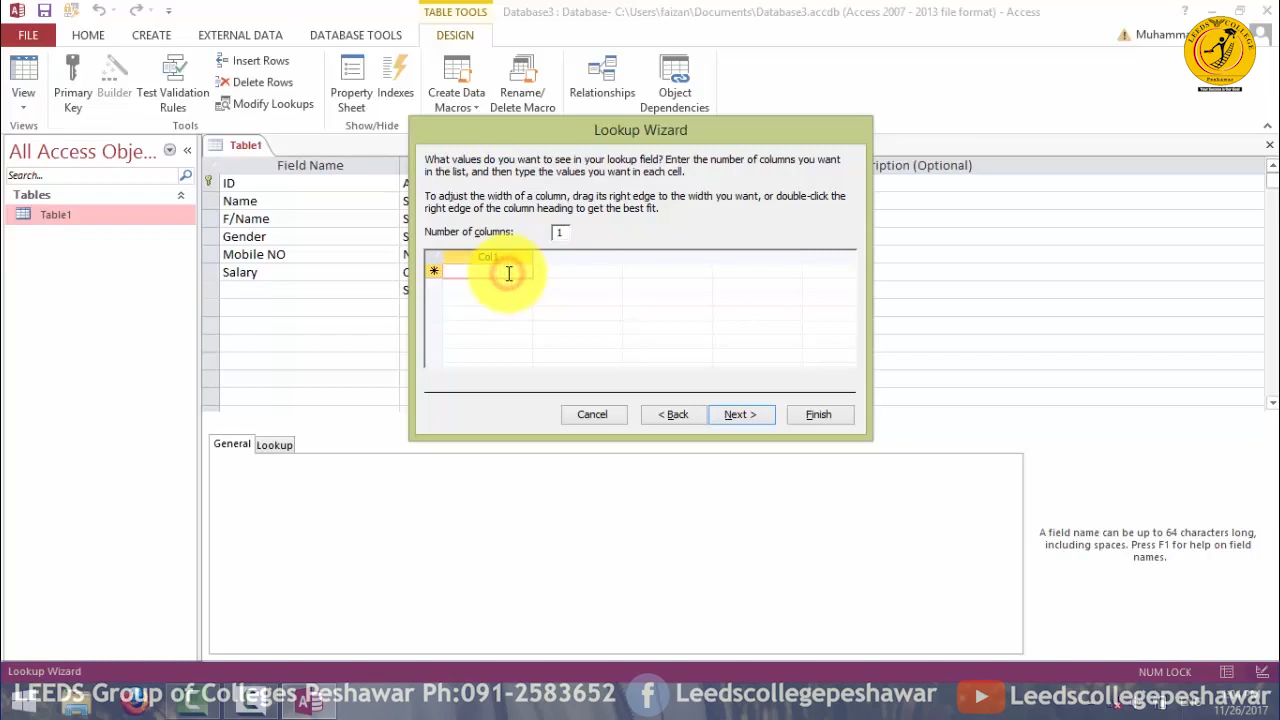 TABLE TOOLS
Database3 : Database- C:\Users\faizan\Documents\Database3.accdb (Access 2007 - 2013 file format) - Access
FILE
HOME
CREATE
EXTERNAL DATA
DATABASE TOOLS
DESIGN
LEEDS COLLEGE
Peshawar
View
Primary Key
Builder
Test Validation Rules
Insert Rows
Delete Rows
Modify Lookups
Property Sheet
Indexes
Create Data Macros
Rename/ Delete Macro
Relationships
Object Dependencies
Views
Tools
Show/Hide
All Access Obje...
Search...
Tables
Table1
Table1
Field Name
ription (Optional)
ID
Name
F/Name
Gender
Mobile NO
Salary
Lookup Wizard
What values do you want to see in your lookup field? Enter the number of columns you want
in the list, and then type the values you want in each cell.
To adjust the width of a column, drag its right edge to the width you want, or double-click the
right edge of the column heading to get the best fit.
Number of columns: 1
Col1
Cancel
< Back
Next >
Finish
General
Lookup
A field name can be up to 64 characters long,
including spaces. Press F1 for help on field
names.
Lookup Wizard
NUM LOCK
LEEDS Group of Colleges Peshawar Ph:091-2583652
Leedscollegepeshawar
Leedscollegepeshawar
11/26/2017